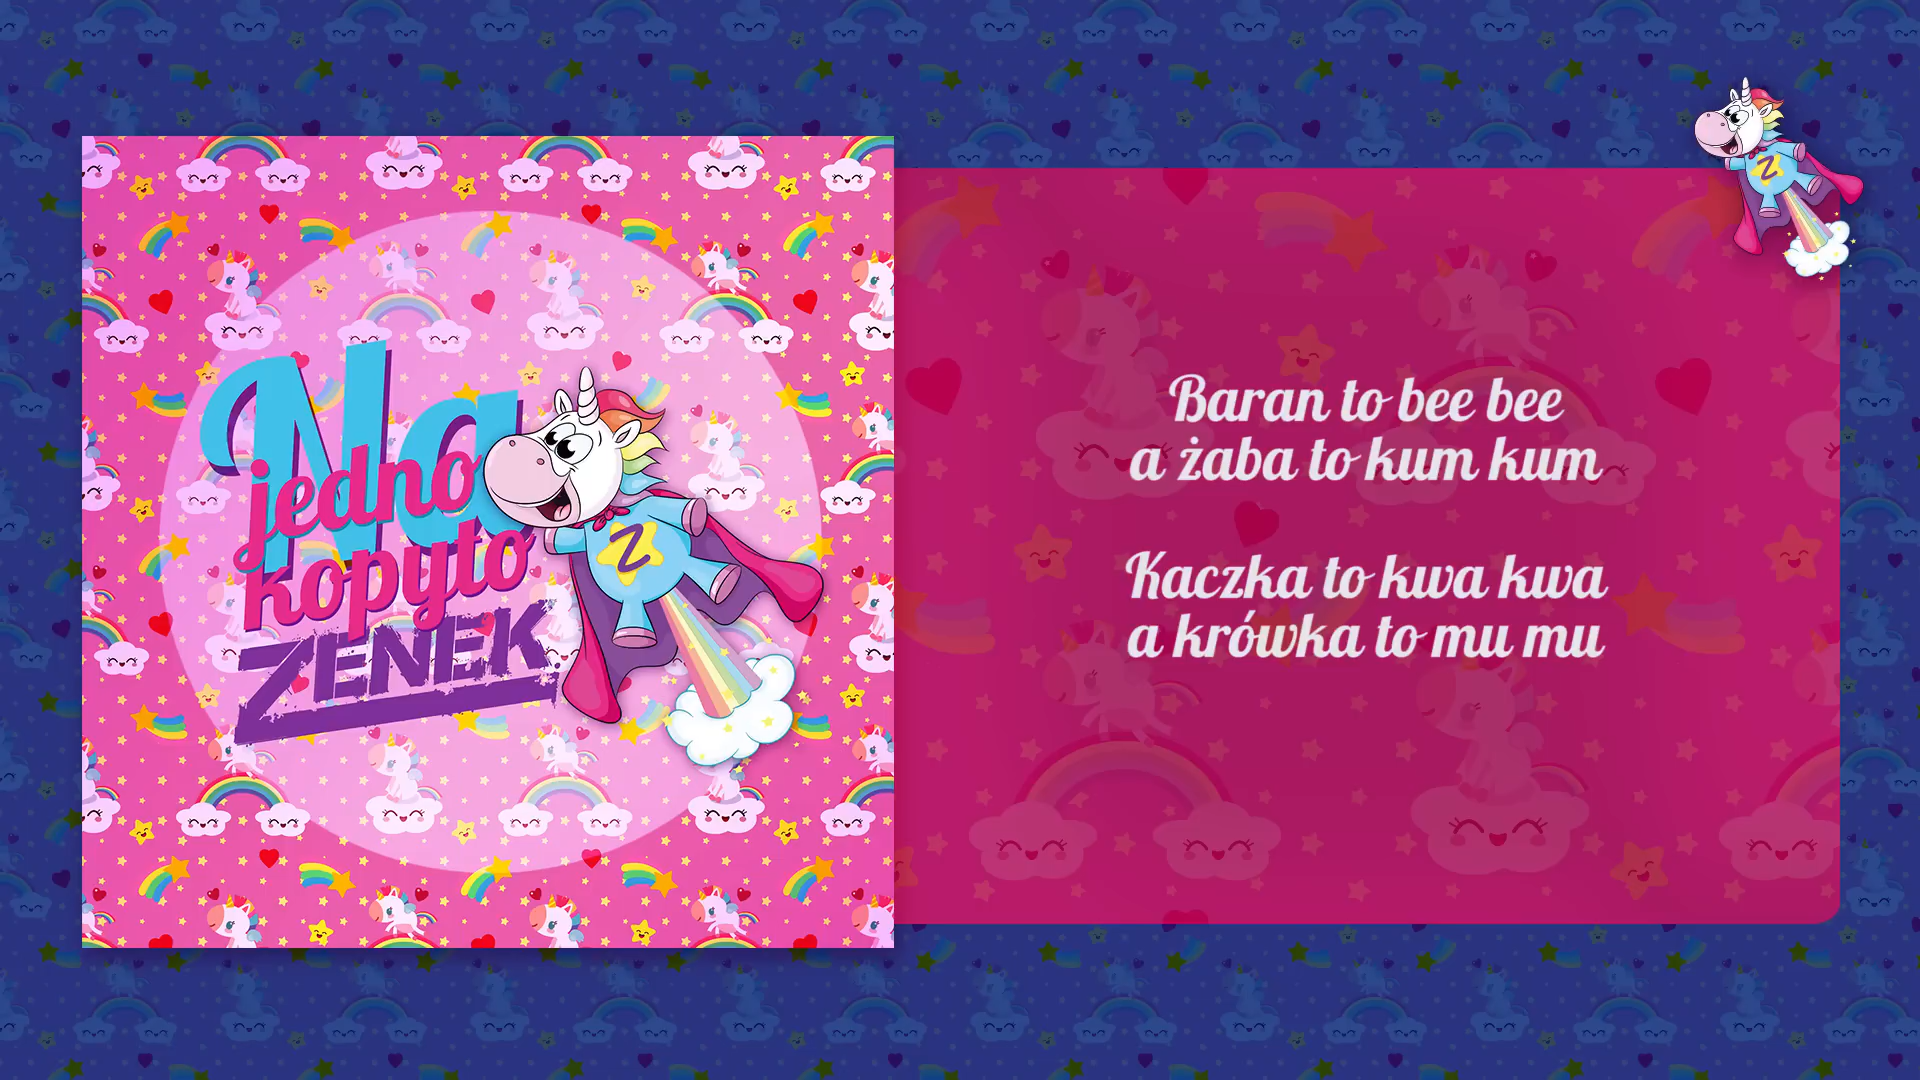 Na
jedno
kopyto
ZENEK
Z
Z
Baran to bee bee
a żaba to kum kum
Kaczka to kwa kwa
a krówka to mu mu